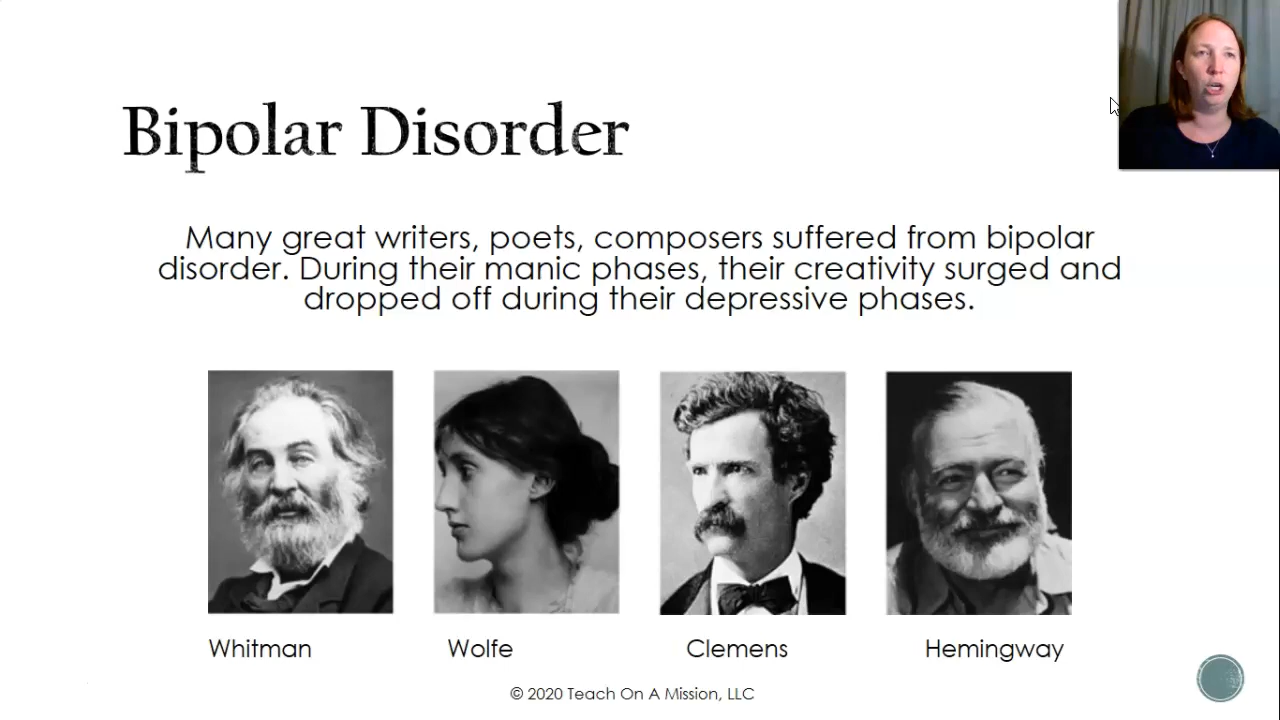 Bipolar Disorder
Many great writers, poets, composers suffered from bipolar
disorder. During their manic phases, their creativity surged and
dropped off during their depressive phases.
Whitman
Wolfe
Clemens
Hemingway
© 2020 Teach On A Mission, LLC